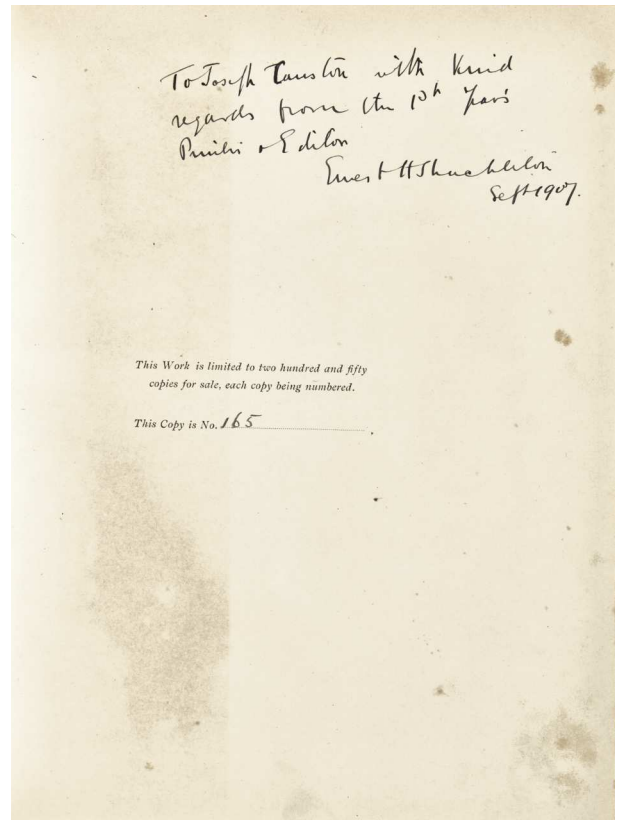 To Joseph Causton with kind
regards from the 1st Years
Printer & Editor
Ernest H Shackleton
Sept 1907.
This Work is limited to two hundred and fifty
copies for sale, each copy being numbered.
This Copy is No. 165